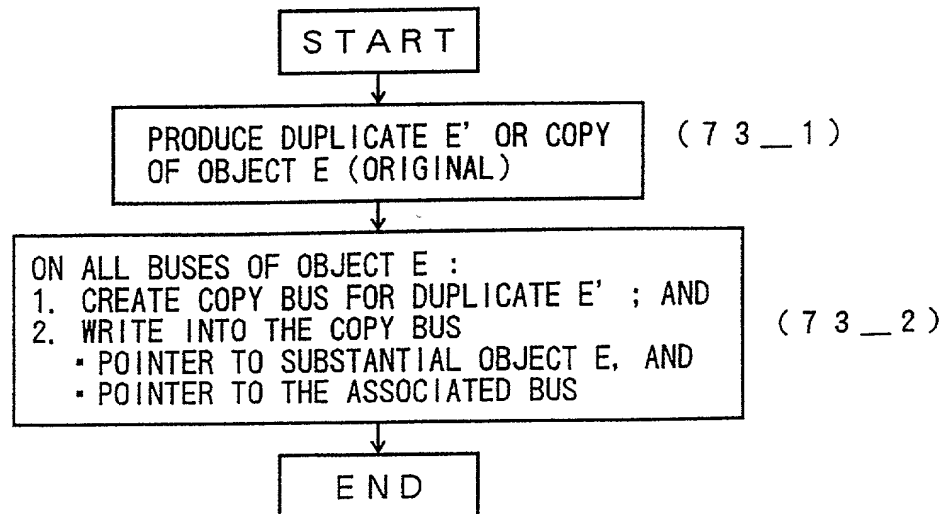 START
PRODUCE DUPLICATE E' OR COPY
OF OBJECT E (ORIGINAL)
(73_1)
ON ALL BUSES OF OBJECT E :
1. CREATE COPY BUS FOR DUPLICATE E' ; AND
2. WRITE INTO THE COPY BUS
▪ POINTER TO SUBSTANTIAL OBJECT E, AND
▪ POINTER TO THE ASSOCIATED BUS
(73_2)
END